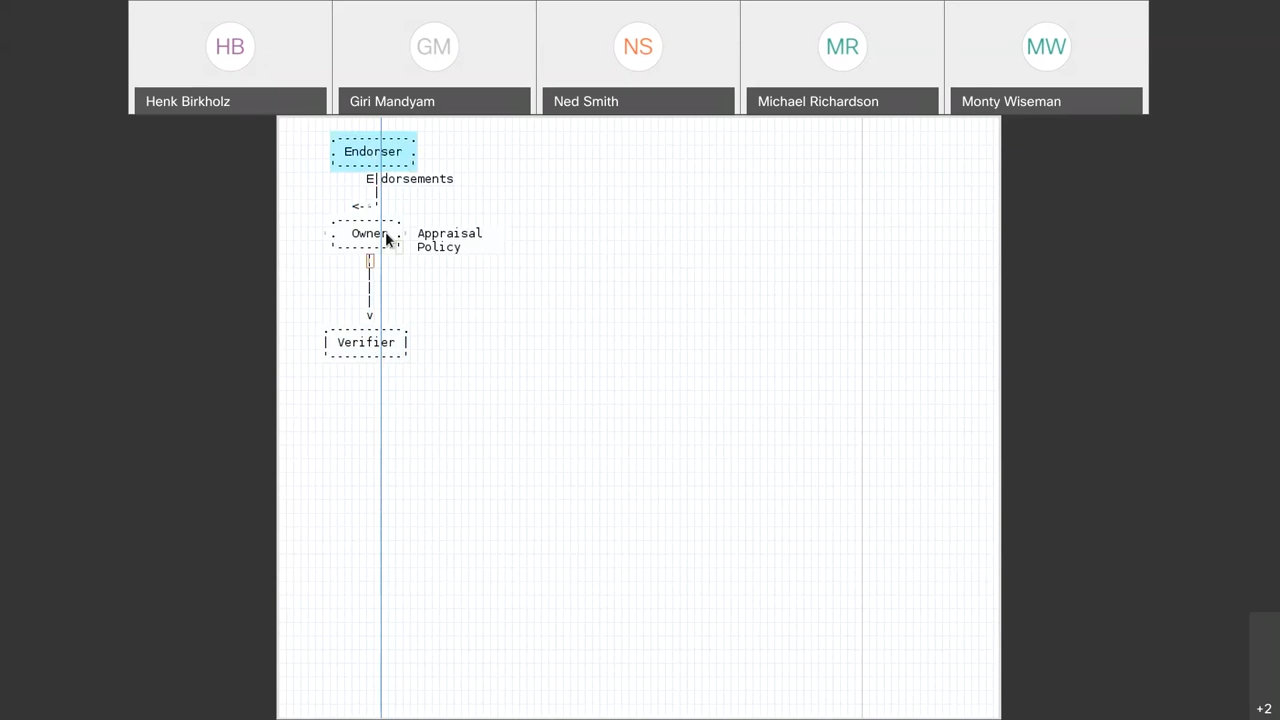 HB
GM
NS
MR
MW
Henk Birkholz
Giri Mandyam
Ned Smith
Michael Richardson
Monty Wiseman
Endorser
E|dorsements
<--'
Owner
Appraisal
Policy
v
Verifier
+2